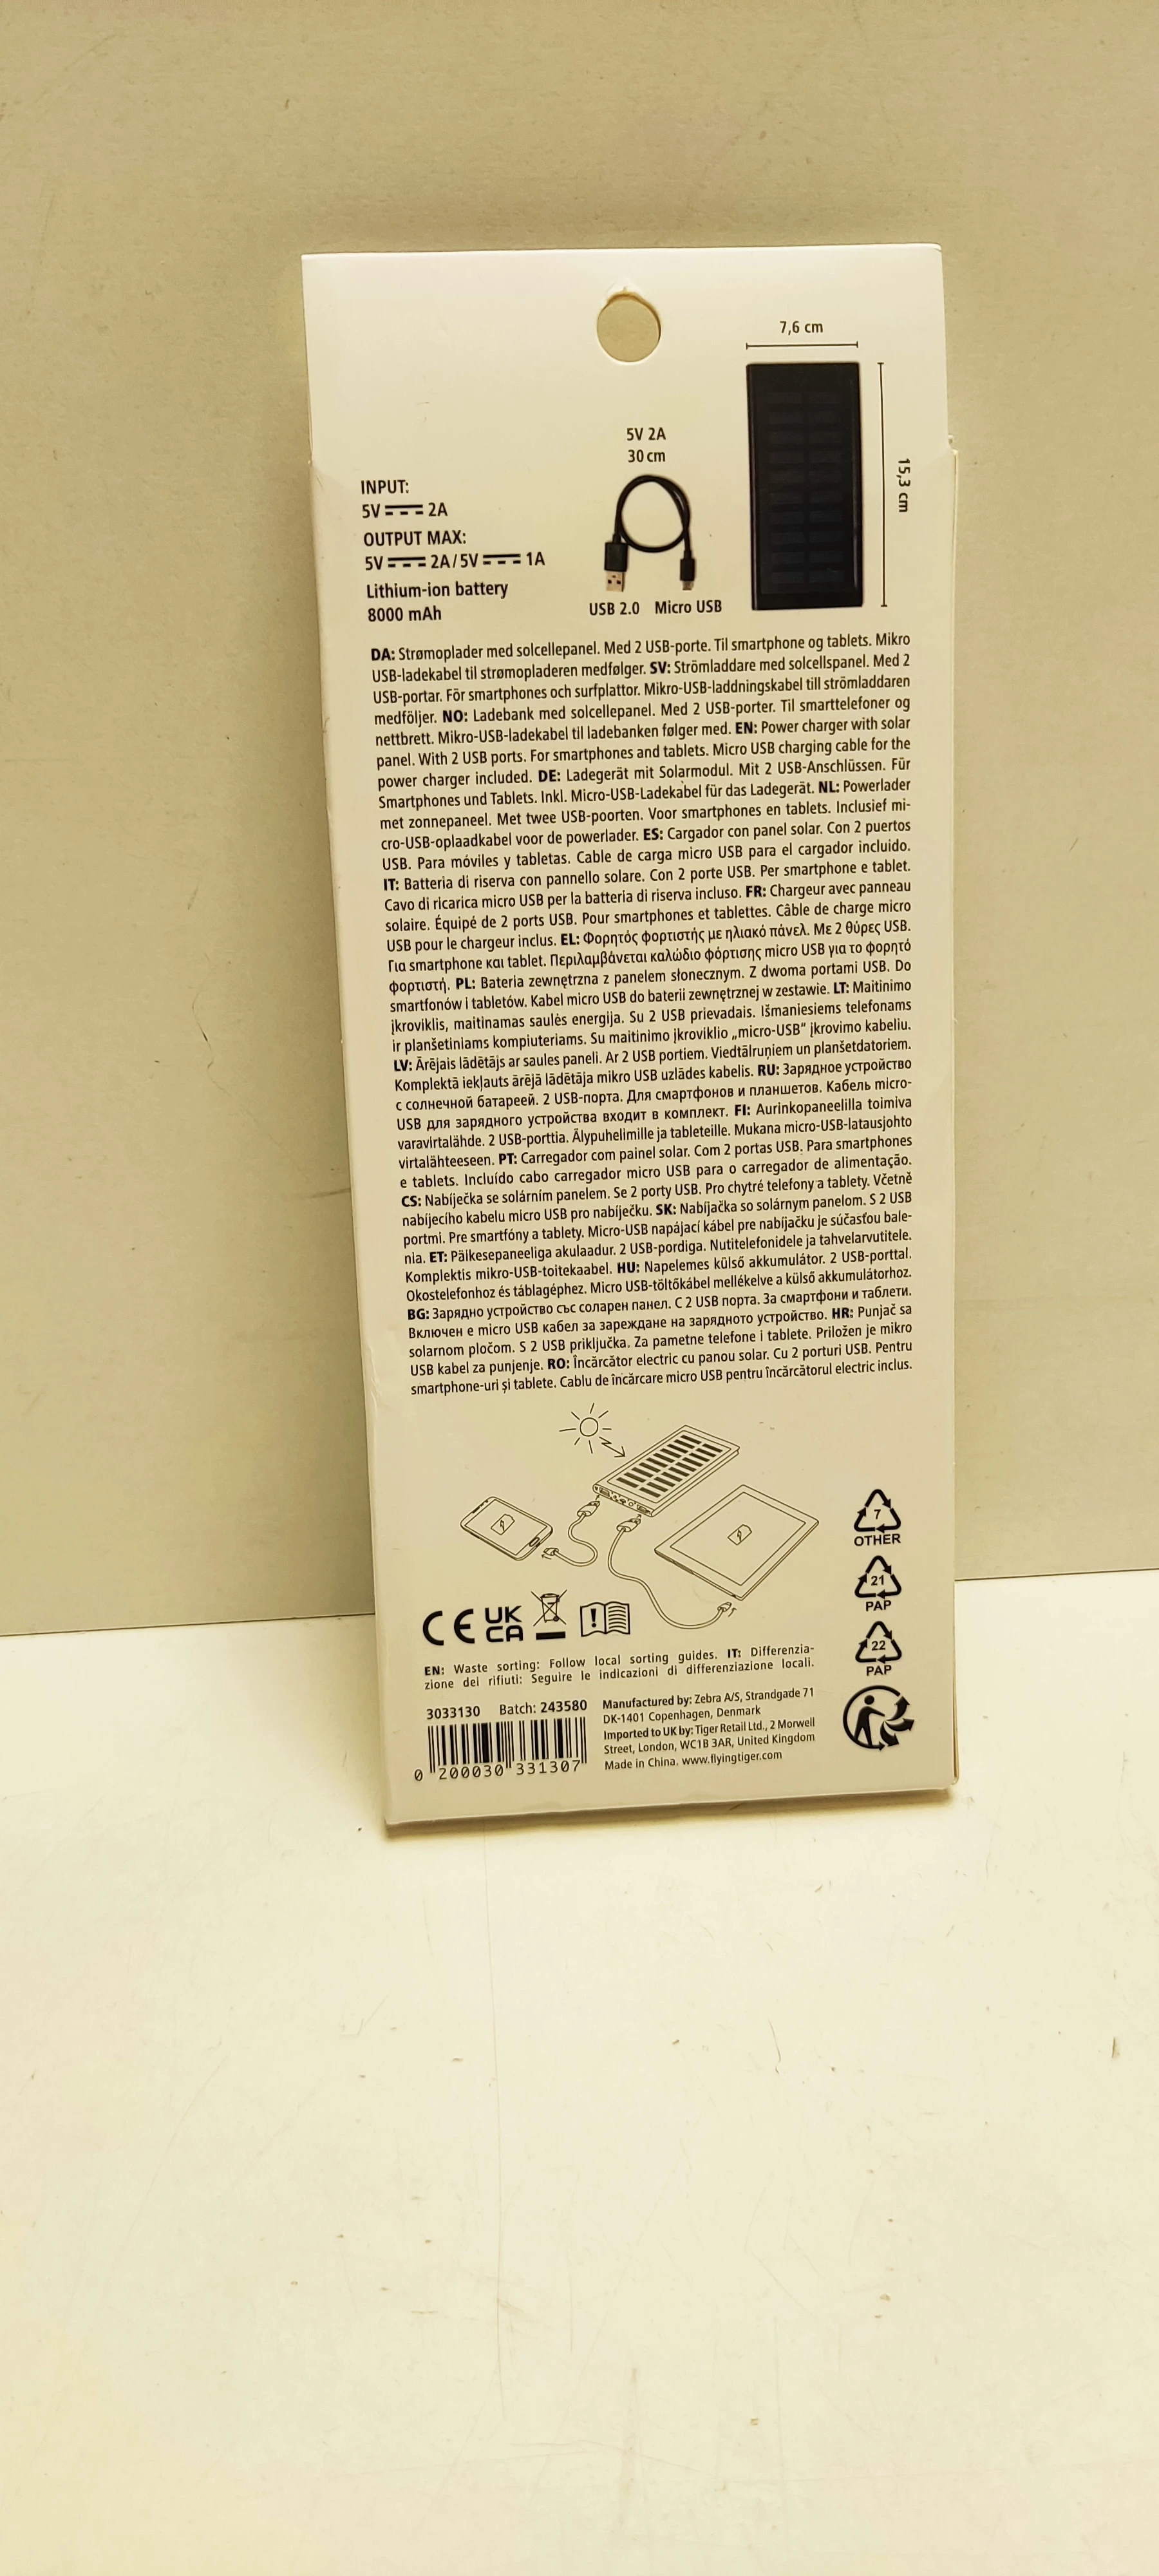 7,6 cm
15,3 cm
5V 2A
30 cm
USB 2.0 Micro USB
INPUT:
5V ⎓ 2A
OUTPUT MAX:
5V ⎓ 2A / 5V ⎓ 1A
Lithium-ion battery
8000 mAh
DA: Strømoplader med solcellepanel. Med 2 USB-porte. Til smartphone og tablets. Mikro
USB-ladekabel til strømopladeren medfølger. SV: Strömladdare med solcellspanel. Med 2
USB-portar. För smartphones och surfplattor. Mikro-USB-laddningskabel till strömladdaren
medföljer. NO: Ladebank med solcellepanel. Med 2 USB-porter. Til smarttelefoner og
nettbrett. Mikro-USB-ladekabel til ladebanken følger med. EN: Power charger with solar
panel. With 2 USB ports. For smartphones and tablets. Micro USB charging cable for the
power charger included. DE: Ladegerät mit Solarmodul. Mit 2 USB-Anschlüssen. Für
Smartphones und Tablets. Inkl. Micro-USB-Ladekabel für das Ladegerät. NL: Powerlader
met zonnepaneel. Met twee USB-poorten. Voor smartphones en tablets. Inclusief mi-
cro-USB-oplaadkabel voor de powerlader. ES: Cargador con panel solar. Con 2 puertos
USB. Para móviles y tabletas. Cable de carga micro USB para el cargador incluido.
IT: Batteria di riserva con pannello solare. Con 2 porte USB. Per smartphone e tablet.
Cavo di ricarica micro USB per la batteria di riserva incluso. FR: Chargeur avec panneau
solaire. Équipé de 2 ports USB. Pour smartphones et tablettes. Câble de charge micro
USB pour le chargeur inclus. EL: Φορητός φορτιστής με ηλιακό πάνελ. Με 2 θύρες USB.
Για smartphone και tablet. Περιλαμβάνεται καλώδιο φόρτισης micro USB για το φορητό
φορτιστή. PL: Bateria zewnętrzna z panelem słonecznym. Z dwoma portami USB. Do
smartfonów i tabletów. Kabel micro USB do baterii zewnętrznej w zestawie. LT: Maitinimo
įkroviklis, maitinamas saulės energija. Su 2 USB prievadais. Išmaniesiems telefonams
ir planšetiniams kompiuteriams. Su maitinimo įkroviklio „micro-USB" įkrovimo kabeliu.
LV: Ārējais lādētājs ar saules paneli. Ar 2 USB portiem. Viedtālruņiem un planšetdatoriem.
Komplektā iekļauts ārējā lādētāja mikro USB uzlādes kabelis. RU: Зарядное устройство
с солнечной батареей. 2 USB-порта. Для смартфонов и планшетов. Кабель micro-
USB для зарядного устройства входит в комплект. FI: Aurinkopaneelilla toimiva
varavirtalähde. 2 USB-porttia. Älypuhelimille ja tableteille. Mukana micro-USB-latausjohto
virtalähteeseen. PT: Carregador com painel solar. Com 2 portas USB. Para smartphones
e tablets. Incluído cabo carregador micro USB para o carregador de alimentação.
CS: Nabíječka se solárním panelem. Se 2 porty USB. Pro chytré telefony a tablety. Včetně
nabíjecího kabelu micro USB pro nabíječku. SK: Nabíjačka so solárnym panelom. S 2 USB
portmi. Pre smartfóny a tablety. Micro-USB napájací kábel pre nabíjačku je súčasťou bale-
nia. ET: Päikesepaneeliga akulaadur. 2 USB-pordiga. Nutitelefonidele ja tahvelarvutitele.
Komplektis mikro-USB-toitekaabel. HU: Napelemes külső akkumulátor. 2 USB-porttal.
Okostelefonhoz és táblagéphez. Micro USB-töltőkábel mellékelve a külső akkumulátorhoz.
BG: Зарядно устройство със соларен панел. С 2 USB порта. За смартфони и таблети.
Включен е micro USB кабел за зареждане на зарядното устройство. HR: Punjač sa
solarnom pločom. S 2 USB priključka. Za pametne telefone i tablete. Priložen je mikro
USB kabel za punjenje. RO: Încărcător electric cu panou solar. Cu 2 porturi USB. Pentru
smartphone-uri și tablete. Cablu de încărcare micro USB pentru încărcătorul electric inclus.
7
OTHER
21
PAP
22
PAP
CE UK
CA
EN: Waste sorting: Follow local sorting guides. IT: Differenzia-
zione dei rifiuti: Seguire le indicazioni di differenziazione locali.
3033130 Batch: 243580
0 200030 331307
Manufactured by: Zebra A/S, Strandgade 71
DK-1401 Copenhagen, Denmark
Imported to UK by: Tiger Retail Ltd., 2 Morwell
Street, London, WC1B 3AR, United Kingdom
Made in China. www.flyingtiger.com